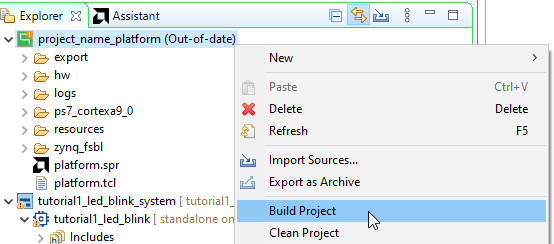 Explorer
Assistant
project_name_platform (Out-of-date)
export
hw
logs
ps7_cortexa9_0
resources
zynq_fsbl
platform.spr
platform.tcl
tutorial1_led_blink_system [ tutorial1_
tutorial1_led_blink [ standalone on
Includes
New
Paste Ctrl+V
Delete Delete
Refresh F5
Import Sources...
Export as Archive
Build Project
Clean Project